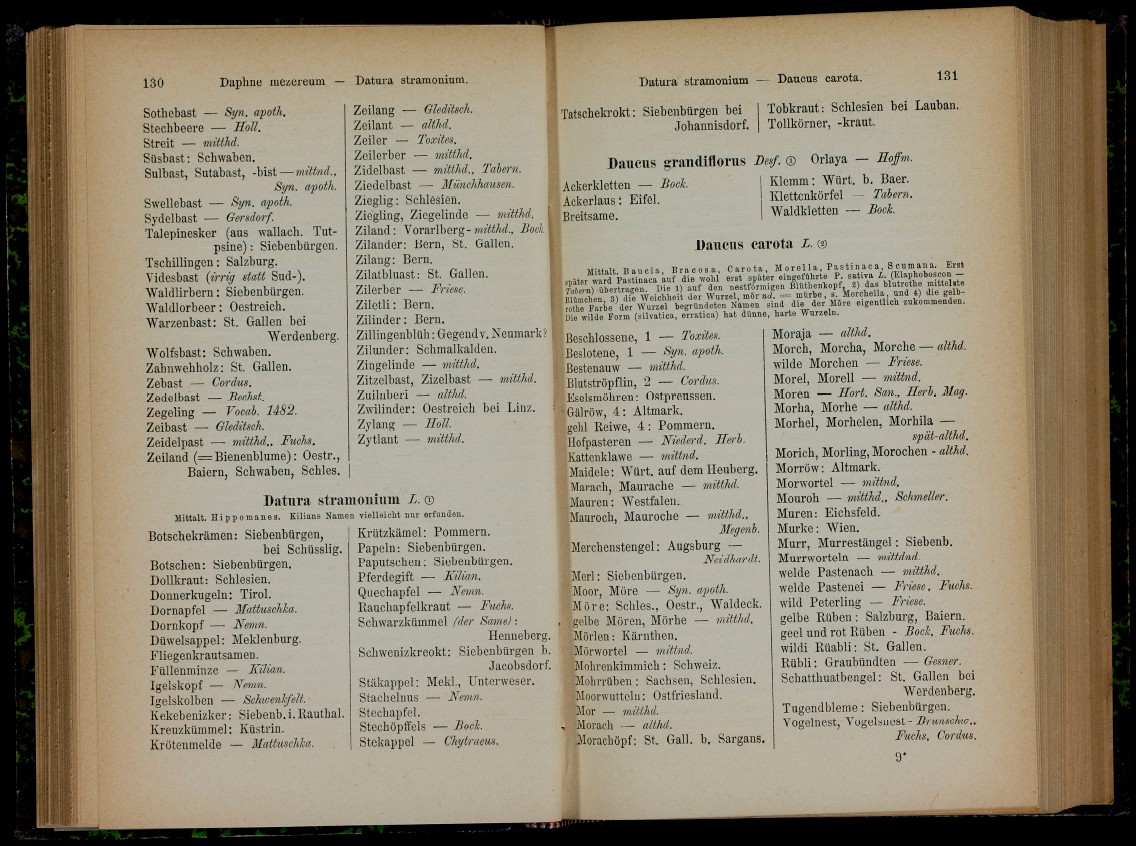 130 Daphne mezereum — Datura stramonium.
Sothebast — Syn. apoth.
Stechbeere — Holl.
Streit — mitthd.
Süsbast: Schwaben.
Sulbast, Sutabast, -bist — mittnd..
Syn. apoth.
Swellebast — Syn. apoth.
Sydelbast — Gersdorf.
Talepinesker (aus wallach. Tut-
psine): Siebenbürgen.
Tschillingen: Salzburg.
Videsbast (irrig statt Sud-).
Waldlirbern: Siebenbürgen.
Waldlorbeer: Oestreich.
Warzenbast: St. Gallen bei
Werdenberg.
Wolfsbast: Schwaben.
Zahnwehholz: St. Gallen.
Zebast — Cordus.
Zedelbast — Bechst.
Zegeling — Vocab. 1482.
Zeibast — Gleditsch.
Zeidelpast — mitthd., Fuchs.
Zeiland (= Bienenblume): Oestr.,
Baiern, Schwaben, Schles.
Zeilang — Gleditsch.
Zeilant — althd.
Zeiler — Toxites.
Zeilerber — mitthd.
Zidelbast — mitthd., Tabern.
Ziedelbast — Münchhausen.
Zieglig: Schlesien.
Ziegling, Ziegelinde — mitthd.
Ziland: Vorarlberg - mitthd., Bock.
Zilander: Bern, St. Gallen.
Zilang: Bern.
Zilatbluast: St. Gallen.
Zilerber — Friese.
Ziletli: Bern.
Zilinder: Bern.
Zillingenblüh: Gegend v. Neumark?
Zilunder: Schmalkalden.
Zingelinde — mitthd.
Zitzelbast, Zizelbast — mitthd.
Zuilnberi — althd.
Zwilinder: Oestreich bei Linz.
Zylang — Holl.
Zytlant — mitthd.
Datura stramonium L. ①
Mittalt. Hippomanes. Kilians Namen vielleicht nur erfunden.
Botschekrämen: Siebenbürgen,
bei Schüsslig.
Botschen: Siebenbürgen.
Dollkraut: Schlesien.
Donnerkugeln: Tirol.
Dornapfel — Mattuschka.
Dornkopf — Nemn.
Düwelsappel: Meklenburg.
Fliegenkrautsamen.
Füllenminze — Kilian.
Igelskopf — Nemn.
Igelskolben — Schwenkfelt.
Kekebenizker: Siebenb. i. Rauthal.
Kreuzkümmel: Küstrin.
Krötenmelde — Mattuschka.
Krützkämel: Pommern.
Papeln: Siebenbürgen.
Paputschen: Siebenbürgen.
Pferdegift — Kilian.
Quechapfel — Nemn.
Rauchapfelkraut — Fuchs.
Schwarzkümmel (der Same):
Henneberg.
Schwenizkreokt: Siebenbürgen b.
Jacobsdorf.
Stäkappel: Mekl., Unterweser.
Stachelnus — Nemn.
Stechapfel.
Stechöpffels — Bock.
Stekappel — Chytraeus.
Datura stramonium — Daucus carota. 131
Tatschekrokt: Siebenbürgen bei
Johannisdorf.
Tobkraut: Schlesien bei Lauban.
Tollkörner, -kraut.
Daucus grandiflorus Desf. ① Orlaya — Hoffm.
Ackerkletten — Bock.
Ackerlaus: Eifel.
Breitsame.
Klemm: Würt. b. Baer.
Klettenkörfel — Tabern.
Waldkletten — Bock.
Daucus carota L. ②
Mittalt. Baucia, Bracosa, Carota, Morella, Pastinaca, Scumana. Erst
später ward Pastinaca auf die wohl erst später eingeführte P. sativa L. (Elaphoboscon —
Tabern) übertragen. Die 1) auf den nestförmigen Blüthenkopf, 2) das blutrothe mittelste
Blümchen, 3) die Weichheit der Wurzel, mör nd. = mürbe, s. Morchella, und 4) die gelb-
rothe Farbe der Wurzel begründeten Namen sind die der Möre eigentlich zukommenden.
Die wilde Form (silvatica, erratica) hat dünne, harte Wurzeln.
Beschlossene, 1 — Toxites.
Beslotene, 1 — Syn. apoth.
Bestenauw — mitthd.
Blutströpflin, 2 — Cordus.
Eselsmöhren: Ostpreussen.
Gälröw, 4: Altmark.
gehl Reiwe, 4: Pommern.
Hofpasteren — Niederd. Herb.
Kattenklawe — mittnd.
Maidele: Würt. auf dem Heuberg.
Marach, Maurache — mitthd.
Mauren: Westfalen.
Mauroch, Mauroche — mitthd.,
Megenb.
Merchenstengel: Augsburg —
Neidhardt.
Merl: Siebenbürgen.
Moor, Möre — Syn. apoth.
Möre: Schles., Oestr., Waldeck.
gelbe Mören, Mörhe — mitthd.
Mörlen: Kärnthen.
Mörwortel — mittnd.
Mohrenkimmich: Schweiz.
Mohrrüben: Sachsen, Schlesien.
Moorwutteln: Ostfriesland.
Mor — mitthd.
Morach — althd.
Morachöpf: St. Gall. b. Sargans.
Moraja — althd.
Morch, Morcha, Morche — althd.
wilde Morchen — Friese.
Morel, Morell — mittnd.
Moren — Hort. San., Herb. Mag.
Morha, Morhe — althd.
Morhel, Morhelen, Morhila —
spät-althd.
Morich, Morling, Morochen - althd.
Morröw: Altmark.
Morwortel — mittnd.
Mouroh — mitthd., Schmeller.
Muren: Eichsfeld.
Murke: Wien.
Murr, Murrestängel: Siebenb.
Murrworteln — mittdnd.
welde Pastenach — mitthd.
welde Pastenei — Friese, Fuchs.
wild Peterling — Friese.
gelbe Rüben: Salzburg, Baiern.
geel und rot Rüben - Bock, Fuchs.
wildi Rüabli: St. Gallen.
Rübli: Graubündten — Gesner.
Schatthuatbengel: St. Gallen bei
Werdenberg.
Tugendbleme: Siebenbürgen.
Vogelnest, Vogelsnest - Brunschw..
Fuchs, Cordus.
9*